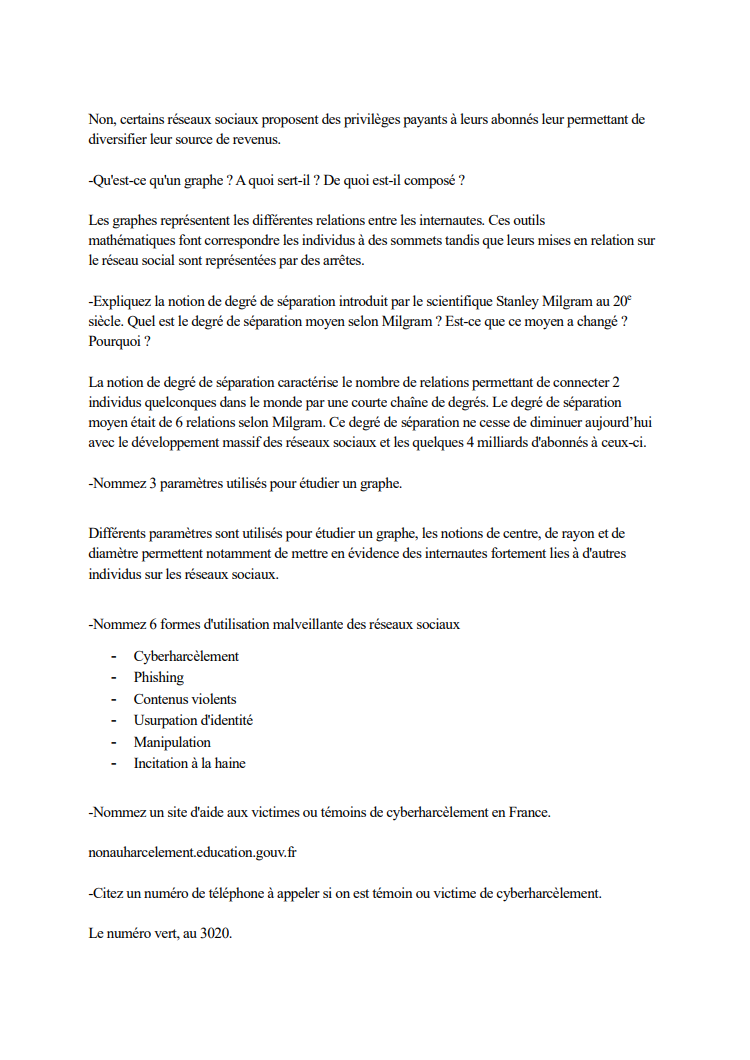 Non, certains réseaux sociaux proposent des privilèges payants à leurs abonnés leur permettant de
diversifier leur source de revenus.
-Qu'est-ce qu'un graphe ? A quoi sert-il ? De quoi est-il composé ?
Les graphes représentent les différentes relations entre les internautes. Ces outils
mathématiques font correspondre les individus à des sommets tandis que leurs mises en relation sur
le réseau social sont représentées par des arrêtes.
-Expliquez la notion de degré de séparation introduit par le scientifique Stanley Milgram au 20e
siècle. Quel est le degré de séparation moyen selon Milgram ? Est-ce que ce moyen a changé ?
Pourquoi ?
La notion de degré de séparation caractérise le nombre de relations permettant de connecter 2
individus quelconques dans le monde par une courte chaîne de degrés. Le degré de séparation
moyen était de 6 relations selon Milgram. Ce degré de séparation ne cesse de diminuer aujourd’hui
avec le développement massif des réseaux sociaux et les quelques 4 milliards d'abonnés à ceux-ci.
-Nommez 3 paramètres utilisés pour étudier un graphe.
Différents paramètres sont utilisés pour étudier un graphe, les notions de centre, de rayon et de
diamètre permettent notamment de mettre en évidence des internautes fortement lies à d'autres
individus sur les réseaux sociaux.
-Nommez 6 formes d'utilisation malveillante des réseaux sociaux
- Cyberharcèlement
- Phishing
- Contenus violents
- Usurpation d'identité
- Manipulation
- Incitation à la haine
-Nommez un site d'aide aux victimes ou témoins de cyberharcèlement en France.
nonauharcelement.education.gouv.fr
-Citez un numéro de téléphone à appeler si on est témoin ou victime de cyberharcèlement.
Le numéro vert, au 3020.